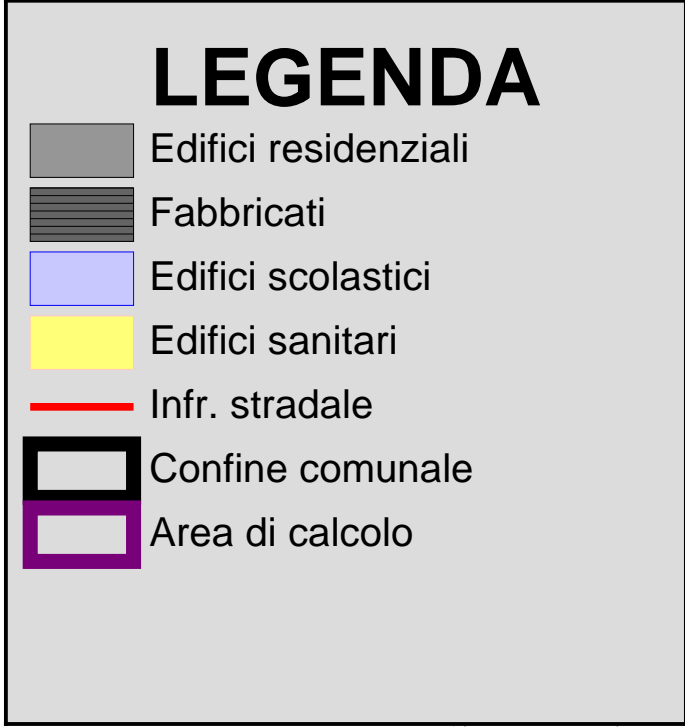 LEGENDA
Edifici residenziali
Fabbricati
Edifici scolastici
Edifici sanitari
Infr. stradale
Confine comunale
Area di calcolo